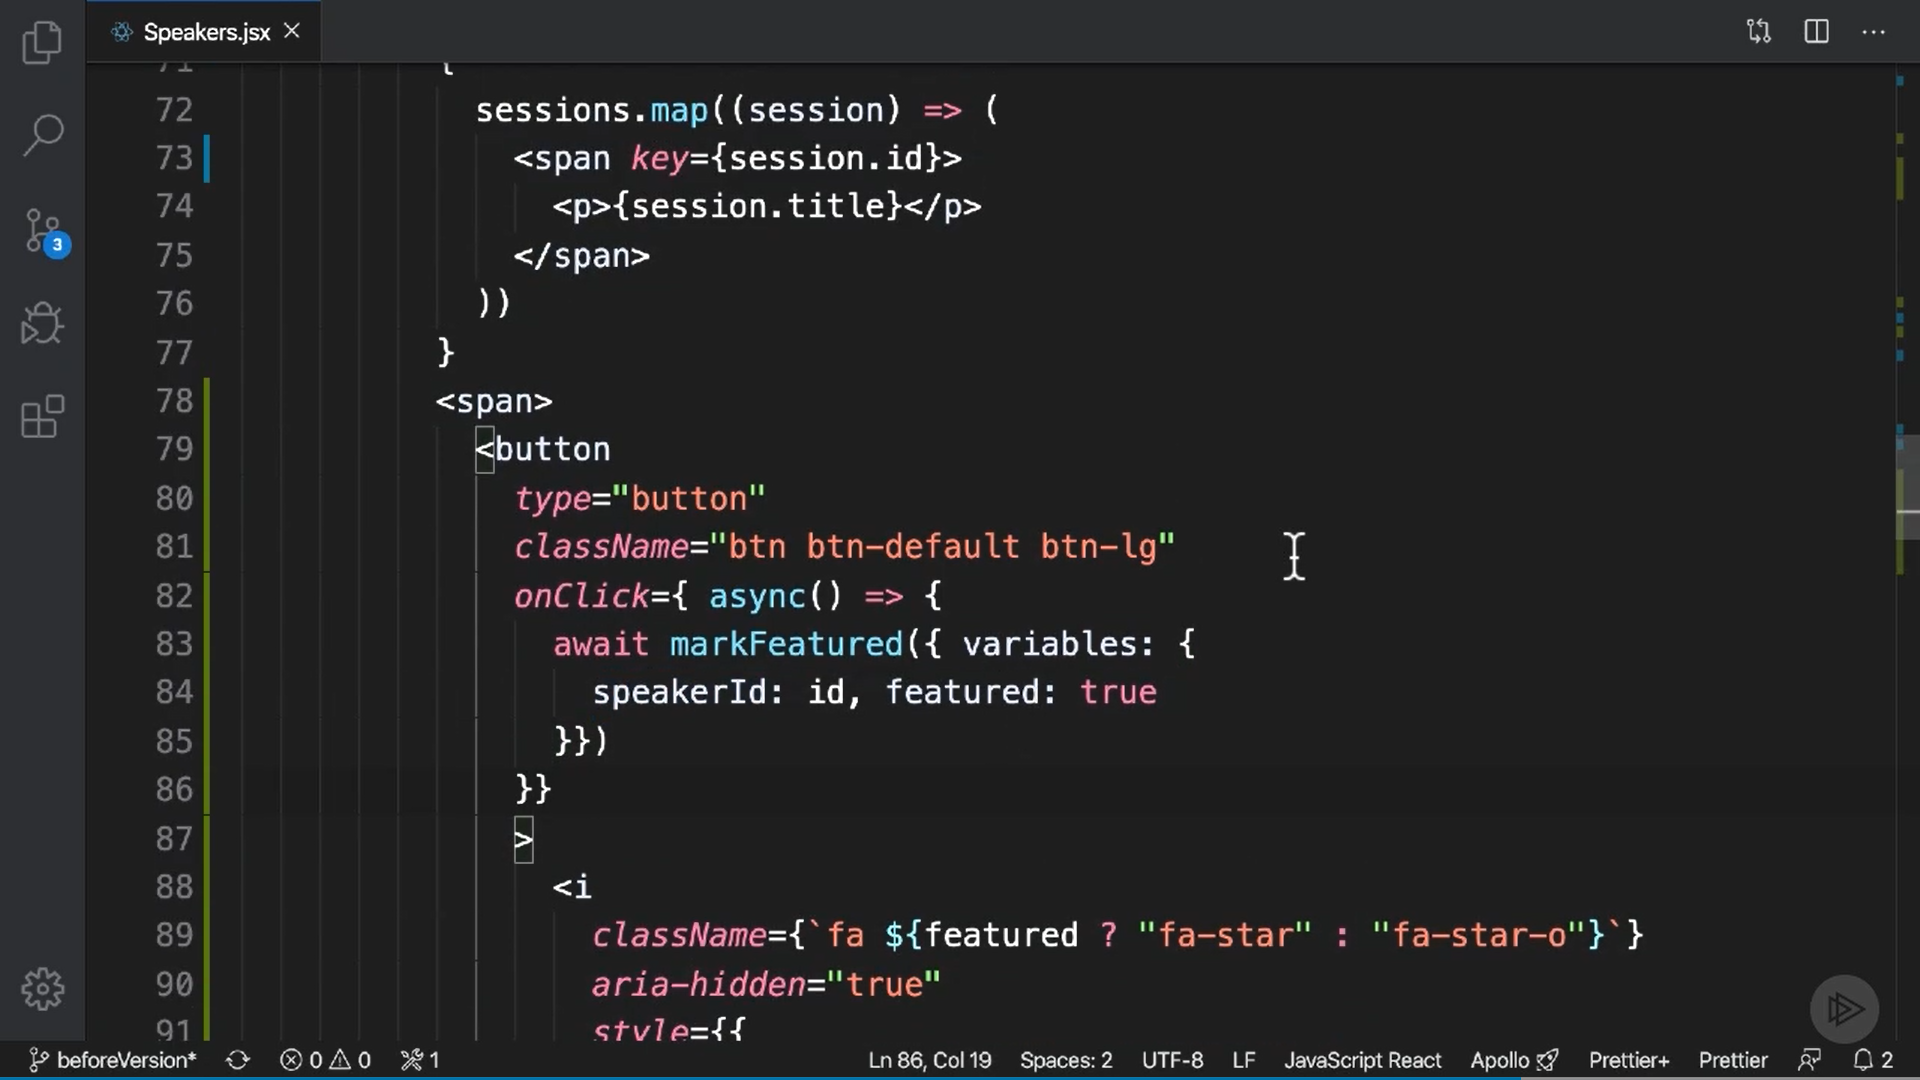 Speakers.jsx
71 {
72 sessions.map((session) => (
73 <span key={session.id}>
74 <p>{session.title}</p>
75 </span>
76 ))
77 }
78 <span>
79 <button
80 type="button"
81 className="btn btn-default btn-lg"
82 onClick={ async() => {
83 await markFeatured({ variables: {
84 speakerId: id, featured: true
85 }})
86 }}
87 >
88 <i
89 className={`fa ${featured ? "fa-star" : "fa-star-o"}`}
90 aria-hidden="true"
91 style={{
3
beforeVersion* 0 0 1 Ln 86, Col 19 Spaces: 2 UTF-8 LF JavaScript React Apollo Prettier+ Prettier 2